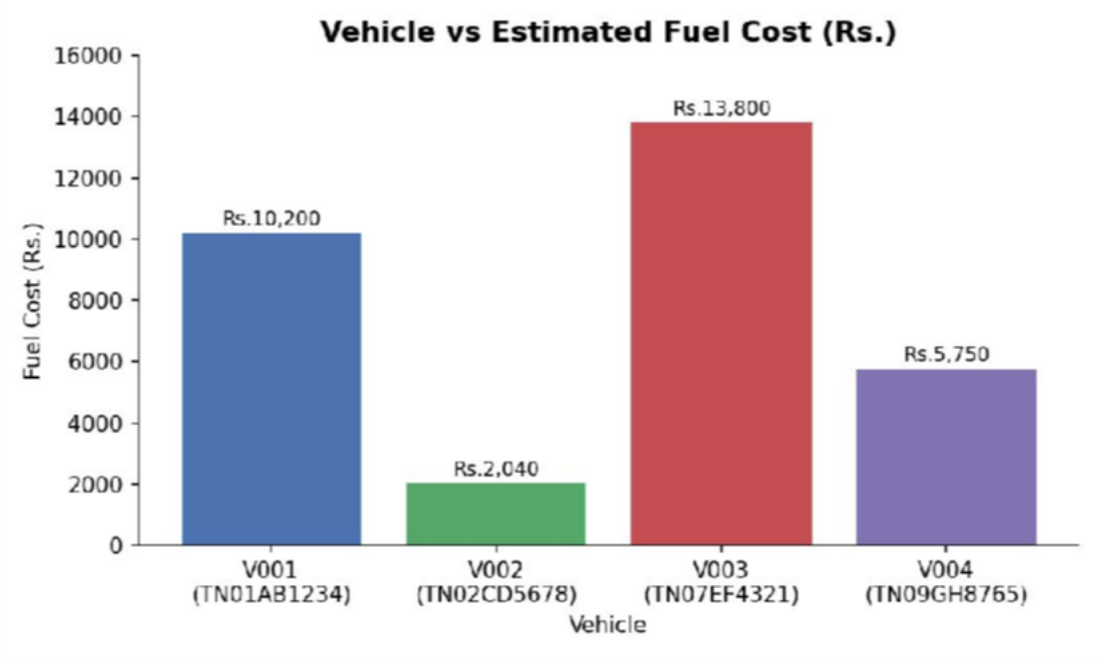 Vehicle vs Estimated Fuel Cost (Rs.)
16000
14000
12000
10000
8000
6000
4000
2000
0
Fuel Cost (Rs.)
Rs.10,200
Rs.2,040
Rs.13,800
Rs.5,750
V001
(TN01AB1234)
V002
(TN02CD5678)
V003
(TN07EF4321)
V004
(TN09GH8765)
Vehicle